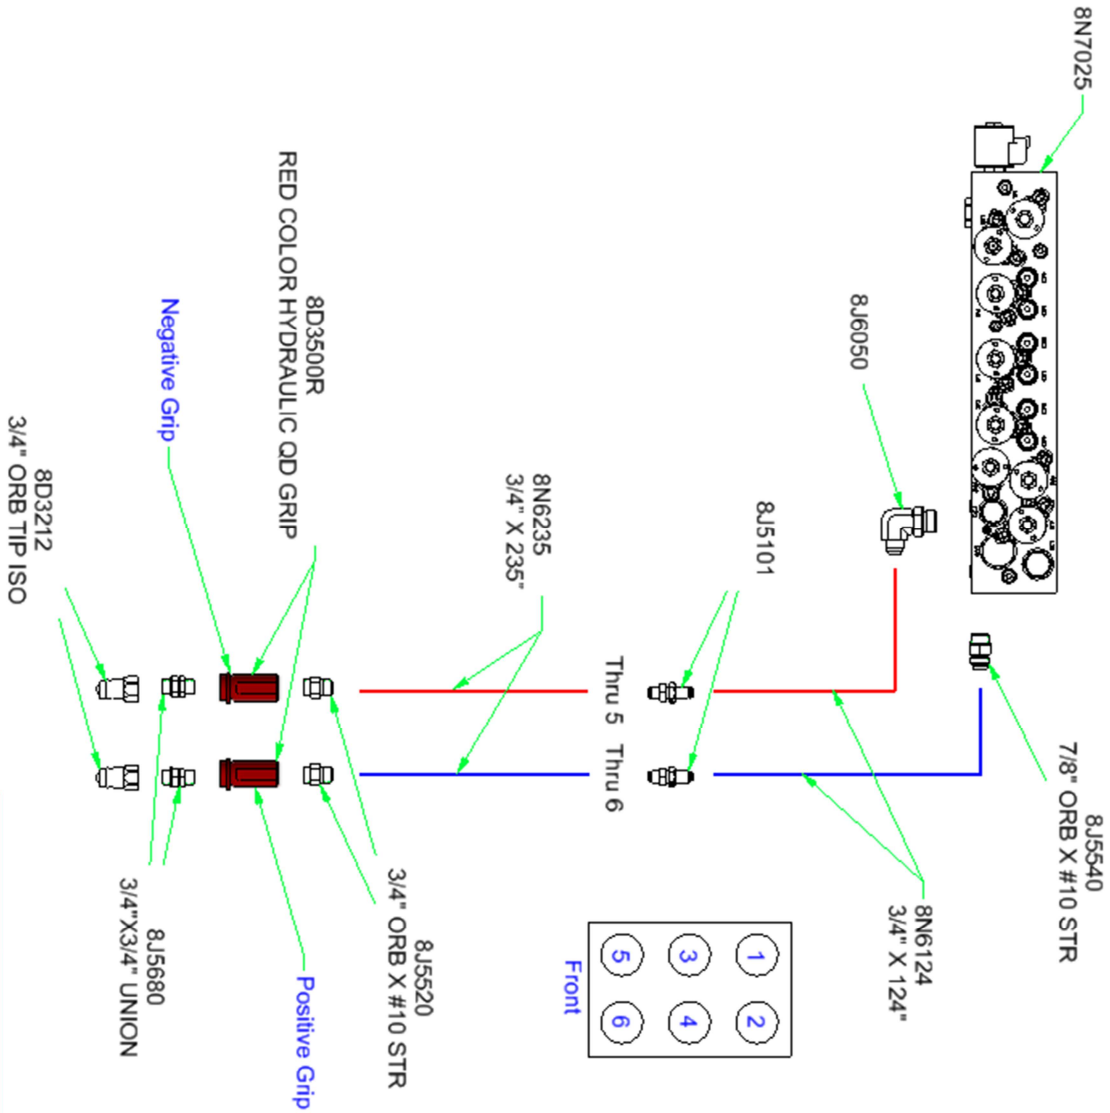 8N7025
8J6050
8D3500R
RED COLOR HYDRAULIC QD GRIP
Negative Grip
8D3212
3/4" ORB TIP ISO
8N6235
3/4" X 235"
8J5101
Thru 5
Thru 6
8J5540
7/8" ORB X #10 STR
8N6124
3/4" X 124"
8J5520
3/4" ORB X #10 STR
8J5680
3/4"X3/4" UNION
Positive Grip
1 2
3 4
5 6
Front